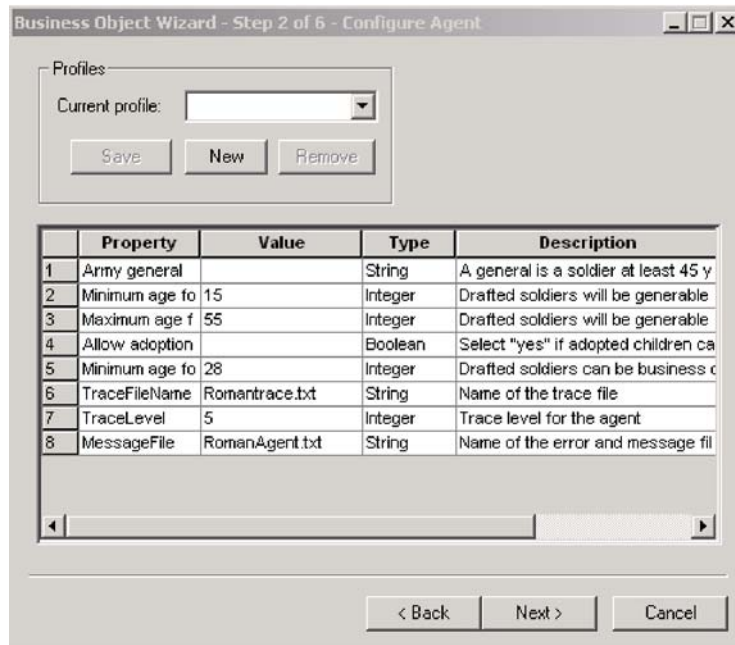 Business Object Wizard - Step 2 of 6 - Configure Agent
Profiles
Current profile:
Save New Remove
Property Value Type Description
1 Army general String A general is a soldier at least 45 y
2 Minimum age fo 15 Integer Drafted soldiers will be generable
3 Maximum age f 55 Integer Drafted soldiers will be generable
4 Allow adoption Boolean Select "yes" if adopted children ca
5 Minimum age fo 28 Integer Drafted soldiers can be business c
6 TraceFileName Romantrace.txt String Name of the trace file
7 TraceLevel 5 Integer Trace level for the agent
8 MessageFile RomanAgent.txt String Name of the error and message fil
< Back Next > Cancel